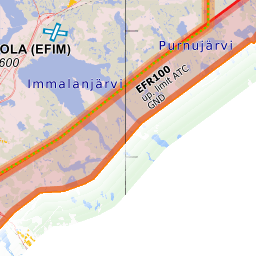 OLA (EFIM)
600
Purnujärvi
Immalanjärvi
EFR100
up. limit ATC
GND